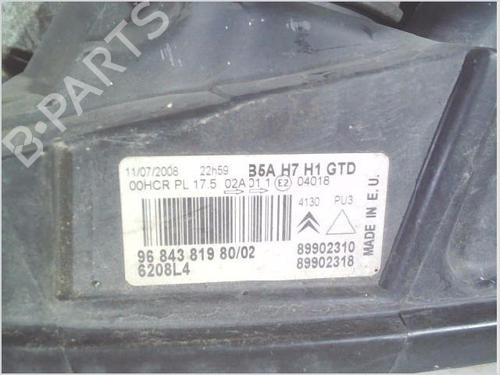 B-PARTS
11/07/2008 22h59 B5A H7 H1 GTD
00HCR PL 17.5 02A 01 1 E2 04018
4130 PU3
MADE IN E.U.
96 843 819 80/02 89902310
6208L4 89902318